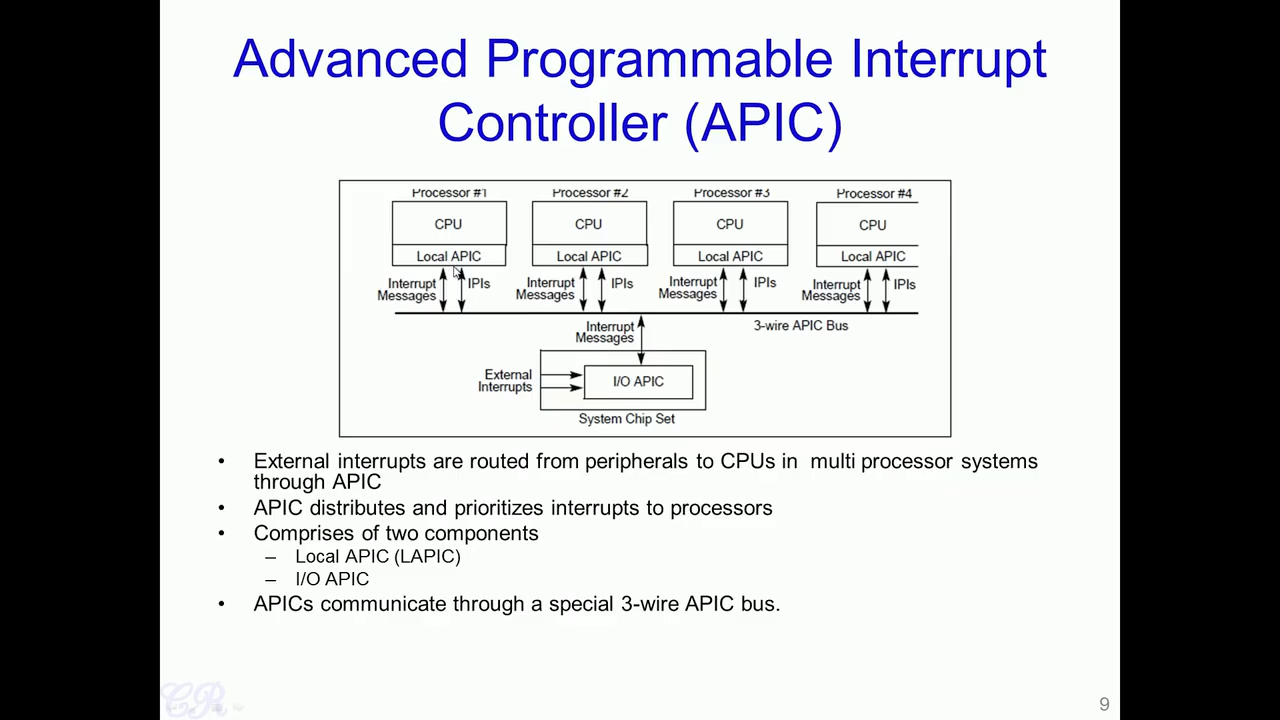 Advanced Programmable Interrupt
Controller (APIC)
Processor #1 Processor #2 Processor #3 Processor #4
CPU CPU CPU CPU
Local APIC Local APIC Local APIC Local APIC
Interrupt Messages IPIs Interrupt Messages IPIs Interrupt Messages IPIs Interrupt Messages IPIs
3-wire APIC Bus
Interrupt
Messages
External
Interrupts
I/O APIC
System Chip Set
• External interrupts are routed from peripherals to CPUs in multi processor systems
through APIC
• APIC distributes and prioritizes interrupts to processors
• Comprises of two components
– Local APIC (LAPIC)
– I/O APIC
• APICs communicate through a special 3-wire APIC bus.
CR
9